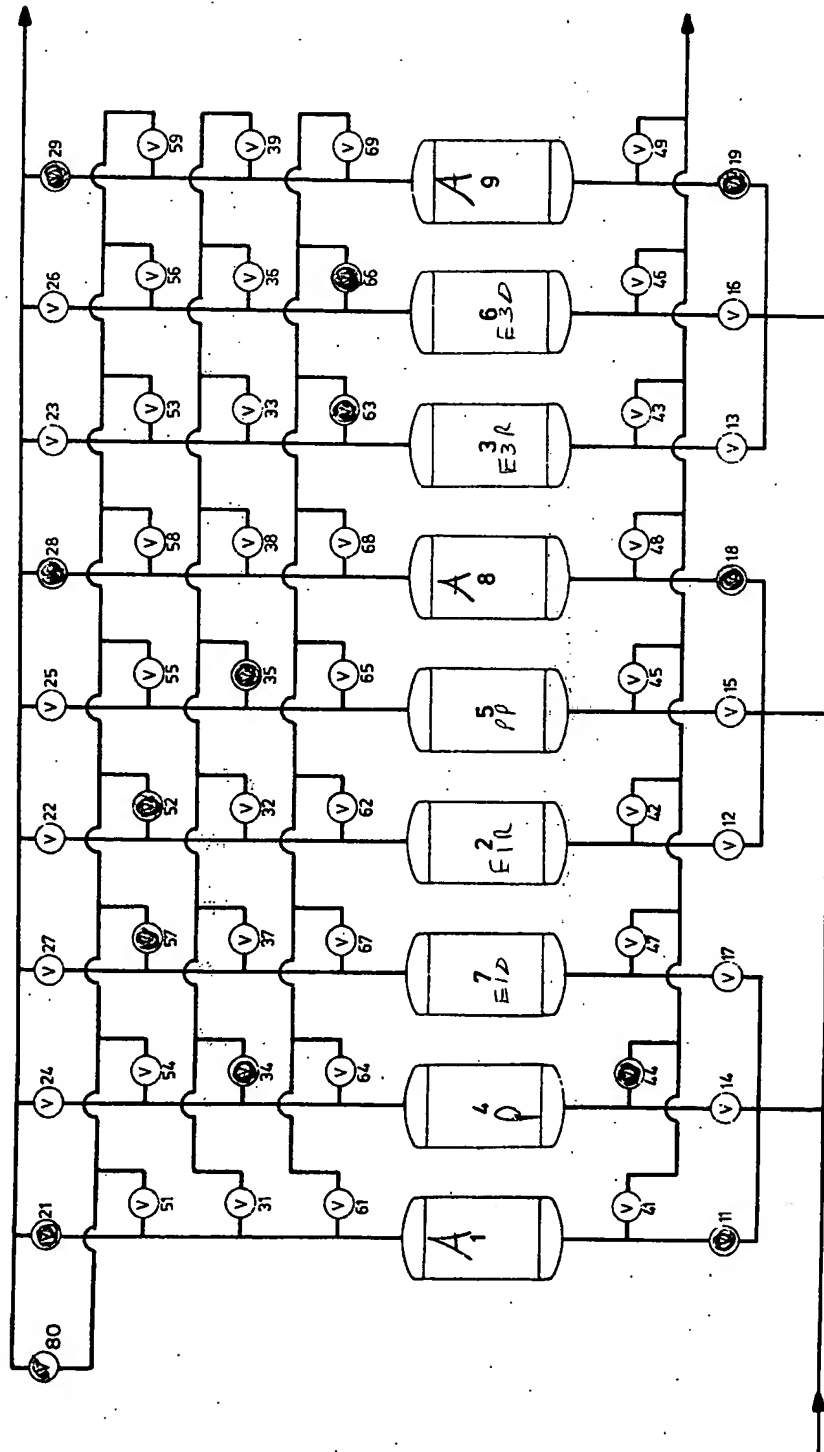 80
21 V 24 V 27 V 22 V 25 28 V 23 V 26 29
V 51 V 54 57 52 V 55 V 58 V 53 V 56 V 59
V 31 34 V 37 V 32 35 V 38 V 33 V 36 V 39
V 61 V 64 V 67 V 62 V 65 V 68 63 66 V 69
A 1
4 D
7 E1D
2 E1R
5 PP
A 8
3 E3R
6 E3D
A 9
V 41 44 V 47 V 42 V 45 V 48 V 43 V 46 V 49
11 V 14 V 17 V 12 V 15 18 V 13 V 16 19